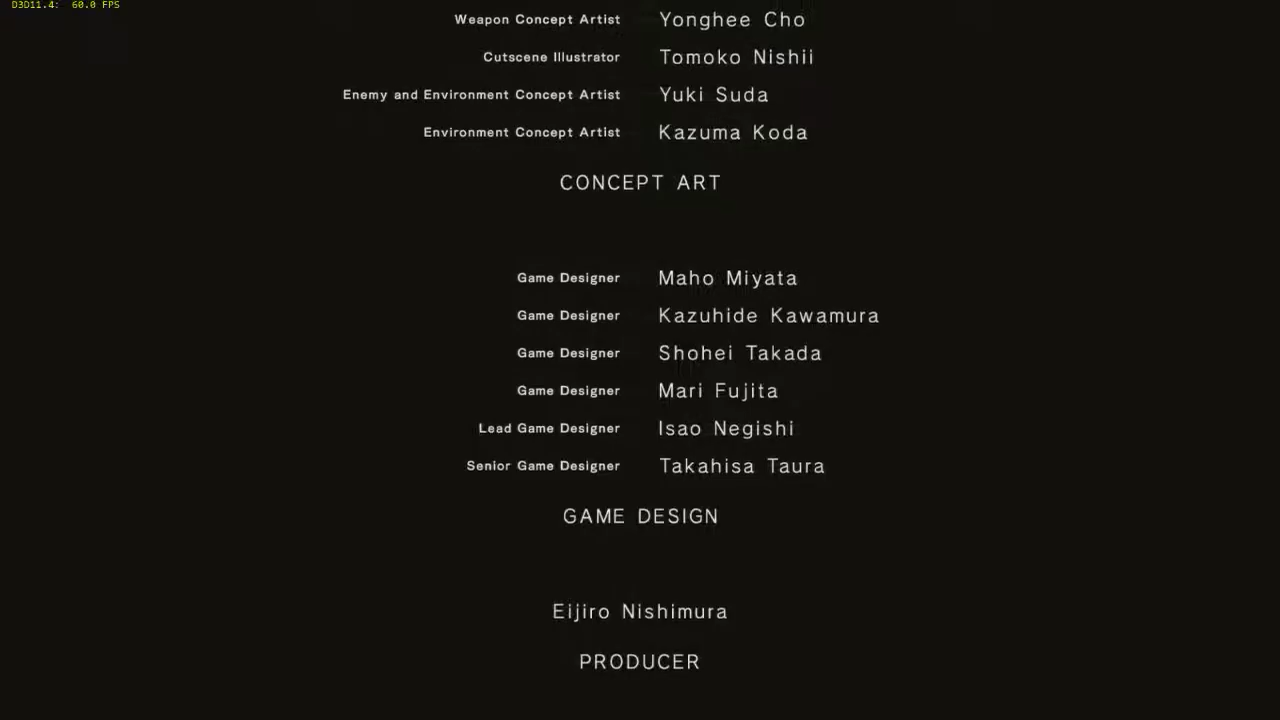 D3D11.4: 60.0 FPS
Weapon Concept Artist Yonghee Cho
Cutscene Illustrator Tomoko Nishii
Enemy and Environment Concept Artist Yuki Suda
Environment Concept Artist Kazuma Koda
CONCEPT ART
Game Designer Maho Miyata
Game Designer Kazuhide Kawamura
Game Designer Shohei Takada
Game Designer Mari Fujita
Lead Game Designer Isao Negishi
Senior Game Designer Takahisa Taura
GAME DESIGN
Eijiro Nishimura
PRODUCER